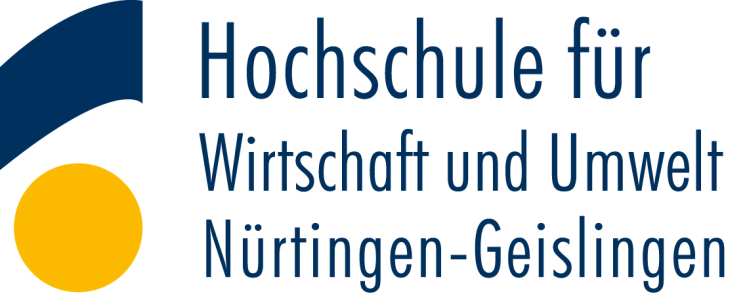 Hochschule für
Wirtschaft und Umwelt
Nürtingen-Geislingen